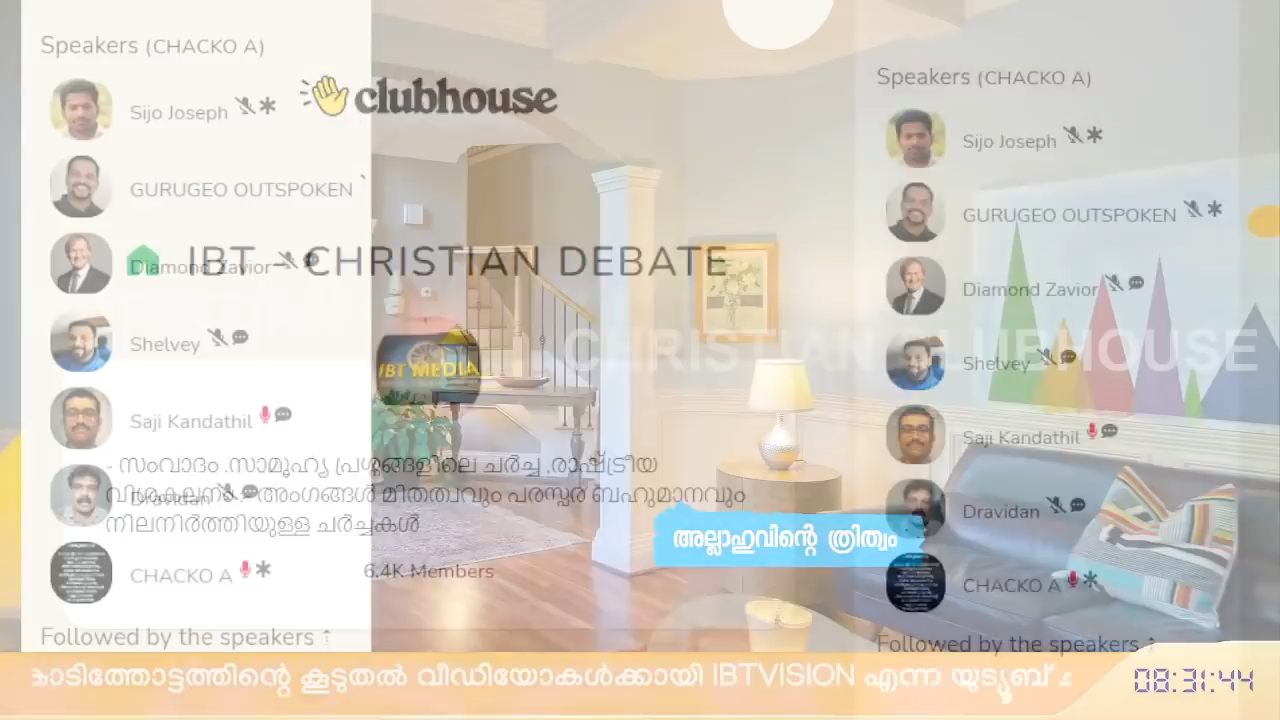 Speakers (CHACKO A)
Sijo Joseph
GURUGEO OUTSPOKEN
Diamond Zavior
Shelvey
Saji Kandathil
Dravidan
CHACKO A
Followed by the speakers ↑
clubhouse
IBT - CHRISTIAN DEBATE
IBT MEDIA
- സംവാദം .സാമൂഹ്യ പ്രശ്നങ്ങളിലെ ചർച്ച ,രാഷ്ട്രീയ
വിശകലനം - അംഗങ്ങൾ മിതത്വവും പരസ്പര ബഹുമാനവും
നിലനിർത്തിയുള്ള ചർച്ചകൾ
6.4K Members
CHRISTIAN CLUBHOUSE
അല്ലാഹുവിന്റെ ത്രിത്വം
Speakers (CHACKO A)
Sijo Joseph
GURUGEO OUTSPOKEN
Diamond Zavior
Shelvey
Saji Kandathil
Dravidan
CHACKO A
Followed by the speakers ↑
കാടിത്തോട്ടത്തിന്റെ കൂടുതൽ വീഡിയോകൾക്കായി IBTVISION എന്ന യുട്യൂബ്
08:31:44